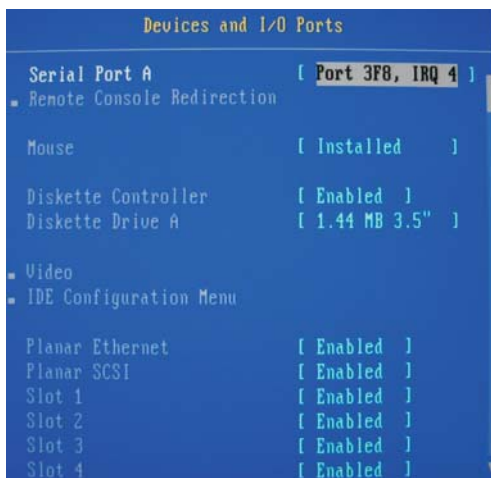 Devices and I/O Ports
Serial Port A [ Port 3F8, IRQ 4 ]
Remote Console Redirection
Mouse [ Installed ]
Diskette Controller [ Enabled ]
Diskette Drive A [ 1.44 MB 3.5" ]
Video
IDE Configuration Menu
Planar Ethernet [ Enabled ]
Planar SCSI [ Enabled ]
Slot 1 [ Enabled ]
Slot 2 [ Enabled ]
Slot 3 [ Enabled ]
Slot 4 [ Enabled ]